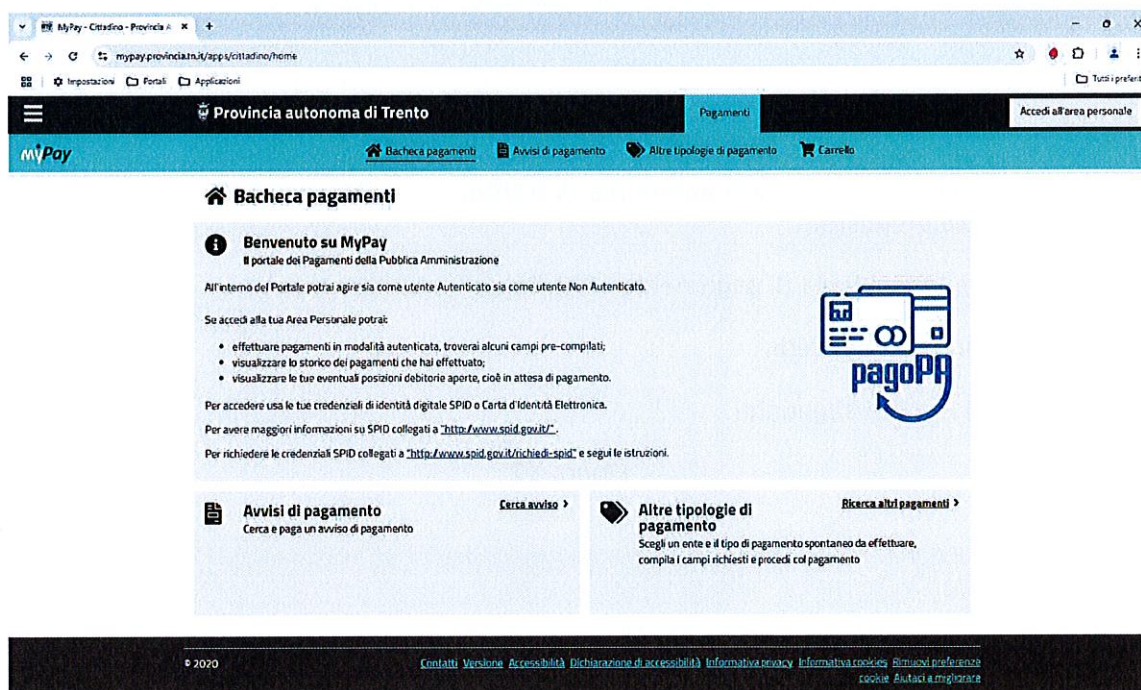 MyPay - Cittadino - Provincia A
mypay.provincia.tn.it/apps/cittadino/home
Impostazioni Portali Applicazioni Tutti i preferiti
Provincia autonoma di Trento Pagamenti Accedi all'area personale
myPay Bacheca pagamenti Avvisi di pagamento Altre tipologie di pagamento Carrello
Bacheca pagamenti
Benvenuto su MyPay
Il portale dei Pagamenti della Pubblica Amministrazione
All'interno del Portale potrai agire sia come utente Autenticato sia come utente Non Autenticato.
Se accedi alla tua Area Personale potrai:
• effettuare pagamenti in modalità autenticata, troverai alcuni campi pre-compilati;
• visualizzare lo storico dei pagamenti che hai effettuato;
• visualizzare le tue eventuali posizioni debitorie aperte, cioè in attesa di pagamento.
Per accedere usa le tue credenziali di identità digitale SPID o Carta d'Identità Elettronica.
Per avere maggiori informazioni su SPID collegati a "http://www.spid.gov.it/" .
Per richiedere le credenziali SPID collegati a "http://www.spid.gov.it/richiedi-spid" e segui le istruzioni.
pagoPA
Avvisi di pagamento Cerca avviso >
Cerca e paga un avviso di pagamento
Altre tipologie di Ricerca altri pagamenti >
pagamento
Scegli un ente e il tipo di pagamento spontaneo da effettuare,
compila i campi richiesti e procedi col pagamento
© 2020 Contatti Versione Accessibilità Dichiarazione di accessibilità Informativa privacy Informativa cookies Rimuovi preferenze
cookie Aiutaci a migliorare